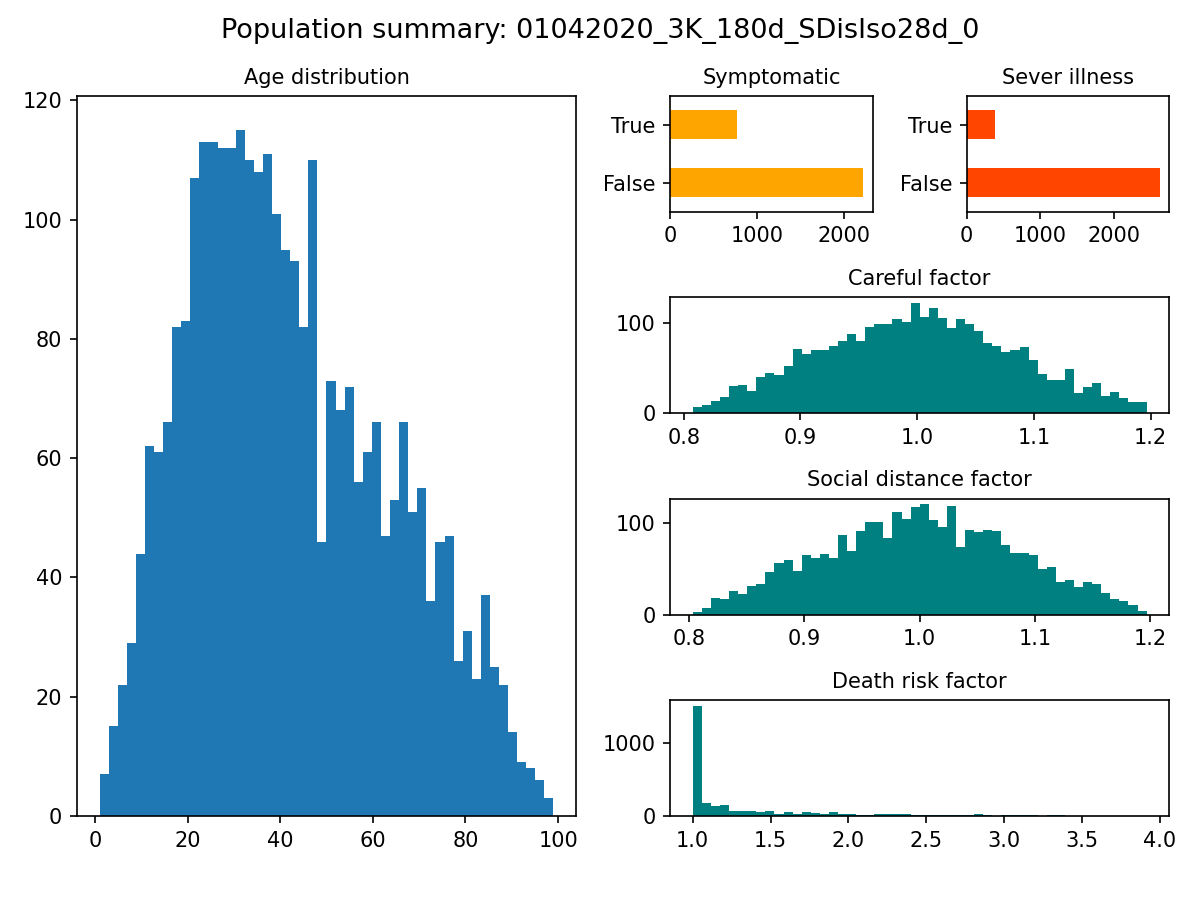 Population summary: 01042020_3K_180d_SDisIso28d_0
Age distribution
120
100
80
60
40
20
0
0 20 40 60 80 100
Symptomatic
True
False
0 1000 2000
Sever illness
True
False
0 1000 2000
Careful factor
100
0
0.8 0.9 1.0 1.1 1.2
Social distance factor
100
0
0.8 0.9 1.0 1.1 1.2
Death risk factor
1000
0
1.0 1.5 2.0 2.5 3.0 3.5 4.0